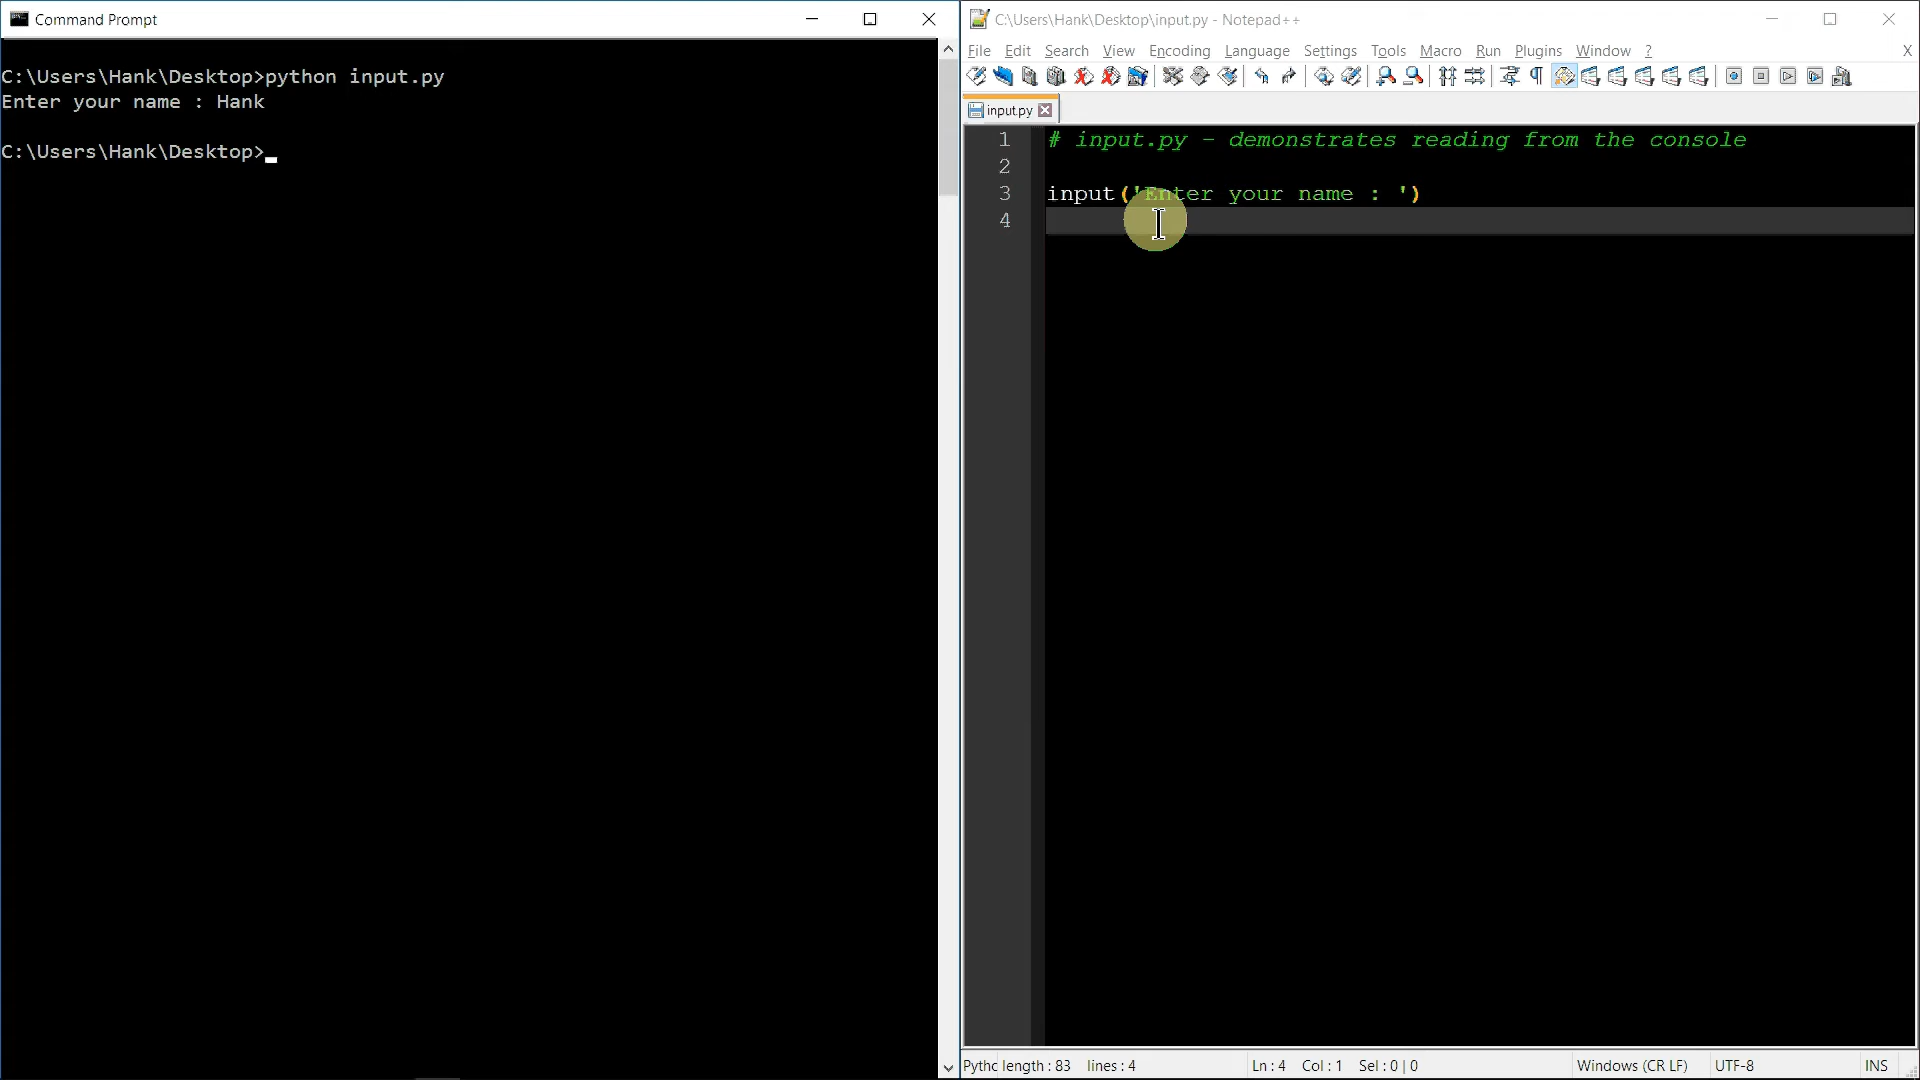 Command Prompt
C:\Users\Hank\Desktop>python input.py
Enter your name : Hank
C:\Users\Hank\Desktop>
C:\Users\Hank\Desktop\input.py - Notepad++
File Edit Search View Encoding Language Settings Tools Macro Run Plugins Window ? X
input.py
1 # input.py - demonstrates reading from the console
2
3 input('Enter your name : ')
4
Pythc length : 83 lines : 4 Ln : 4 Col : 1 Sel : 0 | 0 Windows (CR LF) UTF-8 INS